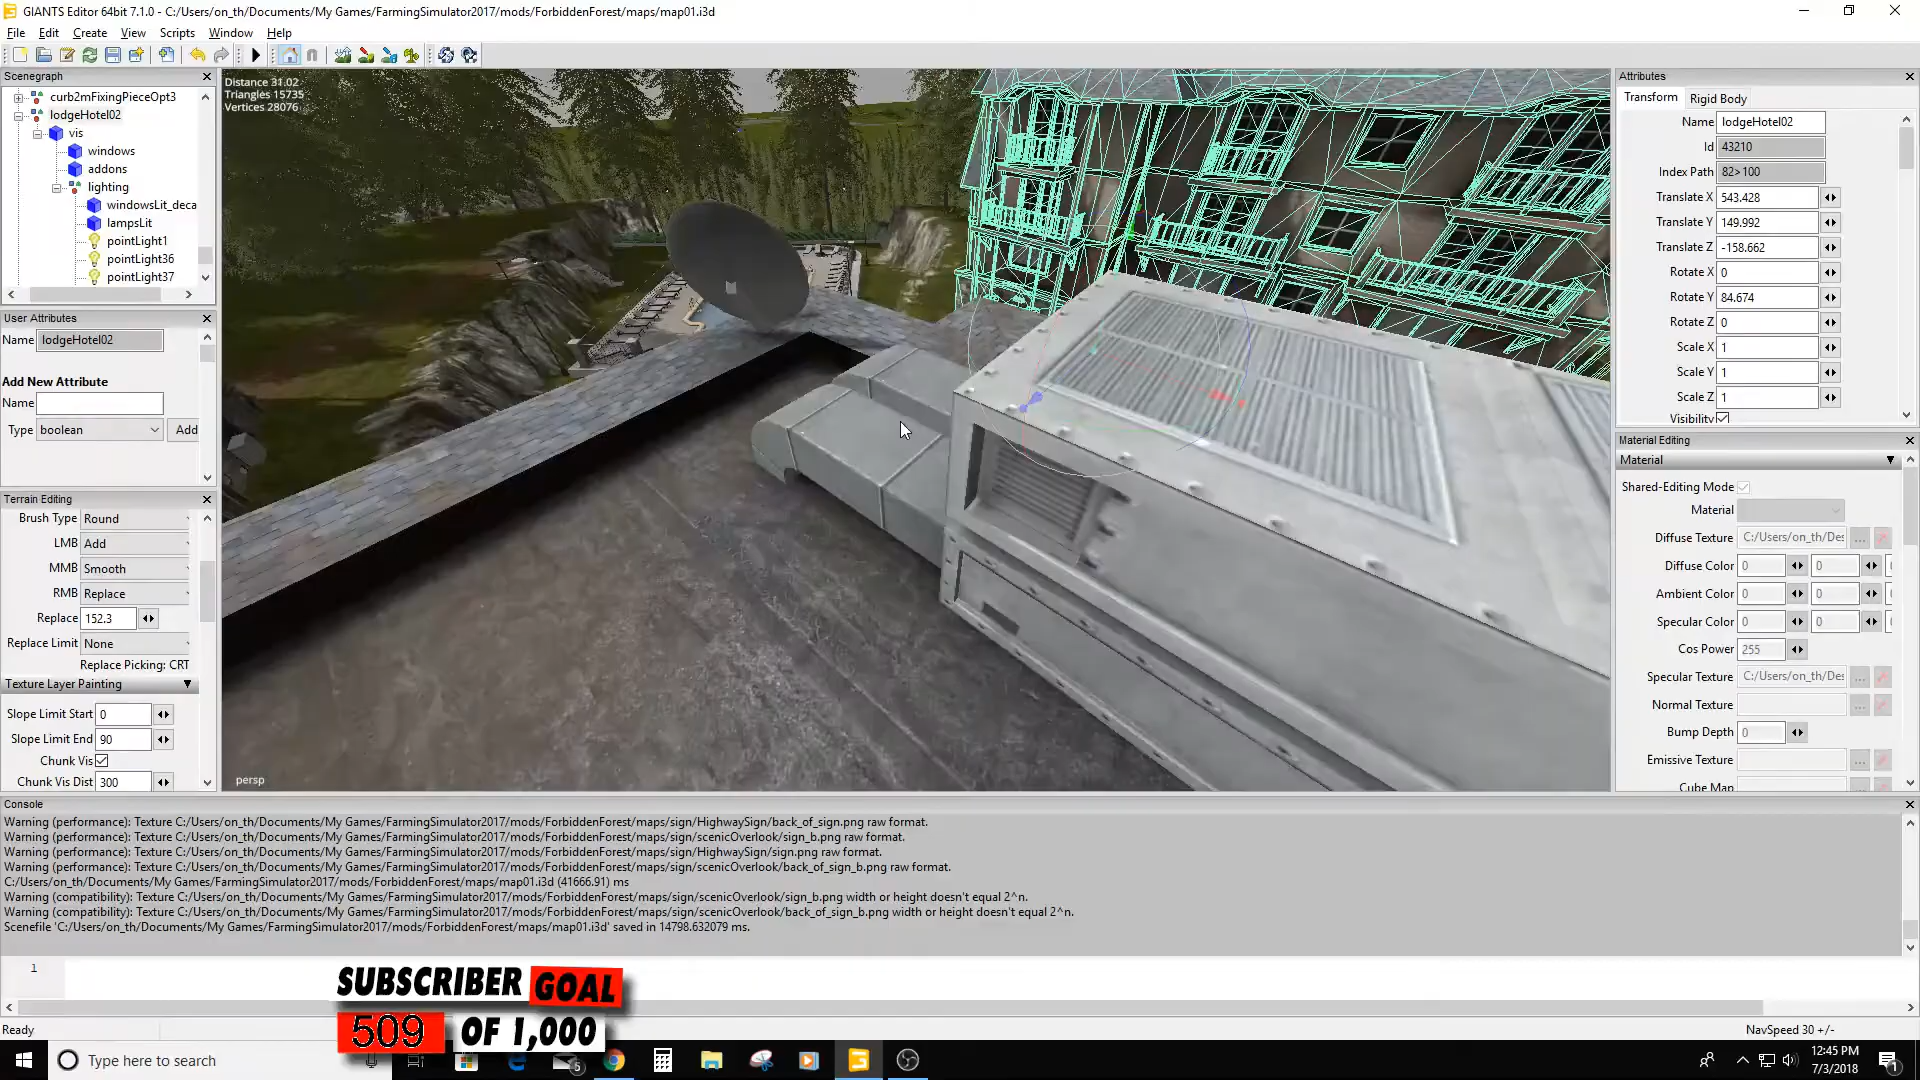 GIANTS Editor 64bit 7.1.0 - C:/Users/on_th/Documents/My Games/FarmingSimulator2017/mods/ForbiddenForest/maps/map01.i3d
File Edit Create View Scripts Window Help
Scenegraph
curb2mFixingPieceOpt3
lodgeHotel02
vis
windows
addons
lighting
windowsLit_deca
lampsLit
pointLight1
pointLight36
pointLight37
User Attributes
Name lodgeHotel02
Add New Attribute
Name
Type boolean Add
Terrain Editing
Brush Type Round
LMB Add
MMB Smooth
RMB Replace
Replace 152.3
Replace Limit None
Replace Picking: CRT
Texture Layer Painting
Slope Limit Start 0
Slope Limit End 90
Chunk Vis
Chunk Vis Dist 300
Distance 31.02
Triangles 15735
Vertices 28076
persp
Attributes
Transform Rigid Body
Name lodgeHotel02
Id 43210
Index Path 82>100
Translate X 543.428
Translate Y 149.992
Translate Z -158.662
Rotate X 0
Rotate Y 84.674
Rotate Z 0
Scale X 1
Scale Y 1
Scale Z 1
Visibility
Material Editing
Material
Shared-Editing Mode
Material
Diffuse Texture C:/Users/on_th/Des ...
Diffuse Color 0 0
Ambient Color 0 0
Specular Color 0 0
Cos Power 255
Specular Texture C:/Users/on_th/Des ...
Normal Texture ...
Bump Depth 0
Emissive Texture ...
Cube Map
Console
Warning (performance): Texture C:/Users/on_th/Documents/My Games/FarmingSimulator2017/mods/ForbiddenForest/maps/sign/HighwaySign/back_of_sign.png raw format.
Warning (performance): Texture C:/Users/on_th/Documents/My Games/FarmingSimulator2017/mods/ForbiddenForest/maps/sign/scenicOverlook/sign_b.png raw format.
Warning (performance): Texture C:/Users/on_th/Documents/My Games/FarmingSimulator2017/mods/ForbiddenForest/maps/sign/HighwaySign/sign.png raw format.
Warning (performance): Texture C:/Users/on_th/Documents/My Games/FarmingSimulator2017/mods/ForbiddenForest/maps/sign/scenicOverlook/back_of_sign_b.png raw format.
C:/Users/on_th/Documents/My Games/FarmingSimulator2017/mods/ForbiddenForest/maps/map01.i3d (41666.91) ms
Warning (compatibility): Texture C:/Users/on_th/Documents/My Games/FarmingSimulator2017/mods/ForbiddenForest/maps/sign/scenicOverlook/sign_b.png width or height doesn't equal 2^n.
Warning (compatibility): Texture C:/Users/on_th/Documents/My Games/FarmingSimulator2017/mods/ForbiddenForest/maps/sign/scenicOverlook/back_of_sign_b.png width or height doesn't equal 2^n.
Scenefile 'C:/Users/on_th/Documents/My Games/FarmingSimulator2017/mods/ForbiddenForest/maps/map01.i3d' saved in 14798.632079 ms.
1
SUBSCRIBER GOAL
509 OF 1,000
Ready
NavSpeed 30 +/-
Type here to search
5
12:45 PM
7/3/2018
1